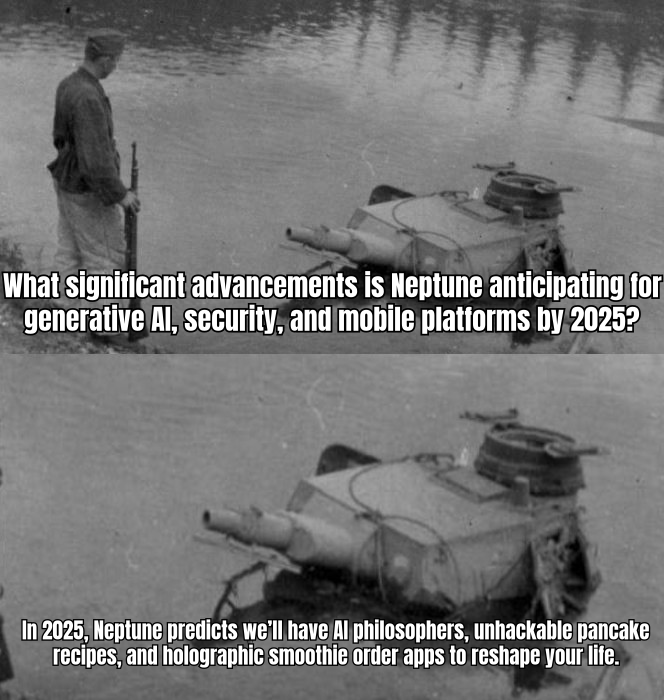 What significant advancements is Neptune anticipating for
generative AI, security, and mobile platforms by 2025?
In 2025, Neptune predicts we'll have AI philosophers, unhackable pancake
recipes, and holographic smoothie order apps to reshape your life.